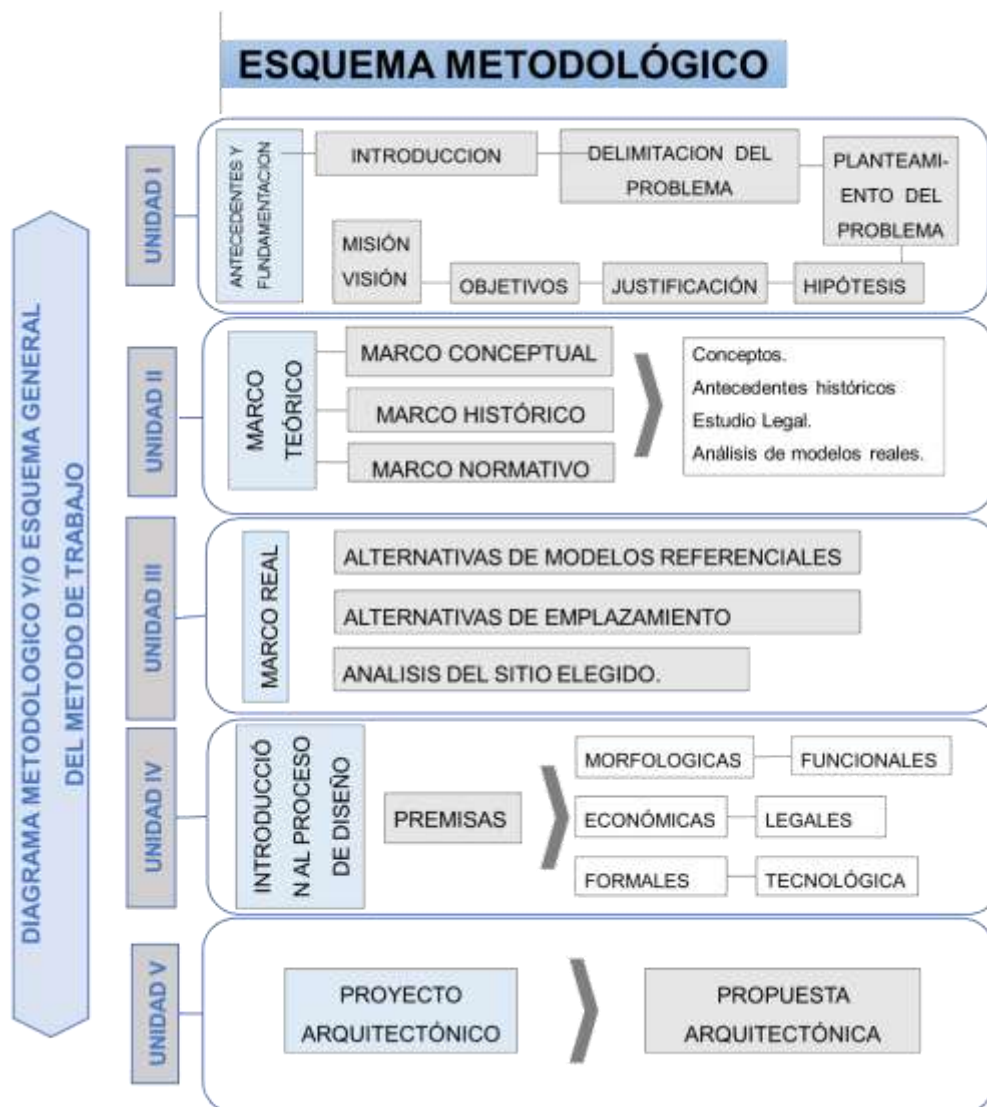 ESQUEMA METODOLÓGICO
DIAGRAMA METODOLOGICO Y/O ESQUEMA GENERAL
DEL METODO DE TRABAJO
UNIDAD I
ANTECEDENTES Y
FUNDAMENTACION
INTRODUCCION
DELIMITACION DEL
PROBLEMA
PLANTEAMI-
ENTO DEL
PROBLEMA
MISIÓN
VISIÓN
OBJETIVOS
JUSTIFICACIÓN
HIPÓTESIS
UNIDAD II
MARCO
TEÓRICO
MARCO CONCEPTUAL
MARCO HISTÓRICO
MARCO NORMATIVO
Conceptos.
Antecedentes históricos
Estudio Legal.
Análisis de modelos reales.
UNIDAD III
MARCO REAL
ALTERNATIVAS DE MODELOS REFERENCIALES
ALTERNATIVAS DE EMPLAZAMIENTO
ANALISIS DEL SITIO ELEGIDO.
UNIDAD IV
INTRODUCCIÓ
N AL PROCESO
DE DISEÑO
PREMISAS
MORFOLOGICAS
FUNCIONALES
ECONÓMICAS
LEGALES
FORMALES
TECNOLÓGICA
UNIDAD V
PROYECTO
ARQUITECTÓNICO
PROPUESTA
ARQUITECTÓNICA